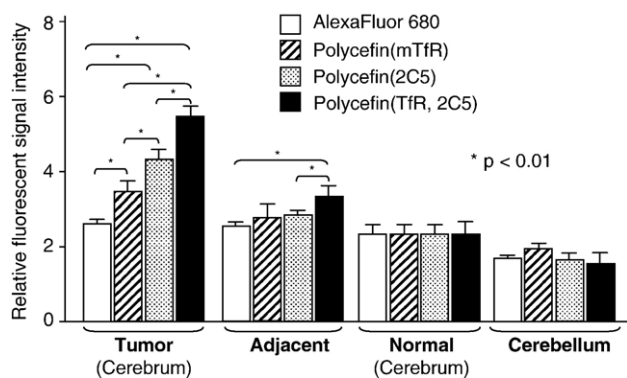 Relative fluorescent signal intensity
8
6
4
2
0
AlexaFluor 680
Polycefin(mTfR)
Polycefin(2C5)
Polycefin(TfR, 2C5)
* p < 0.01
*
*
*
*
*
*
*
*
Tumor
(Cerebrum)
Adjacent
Normal
(Cerebrum)
Cerebellum